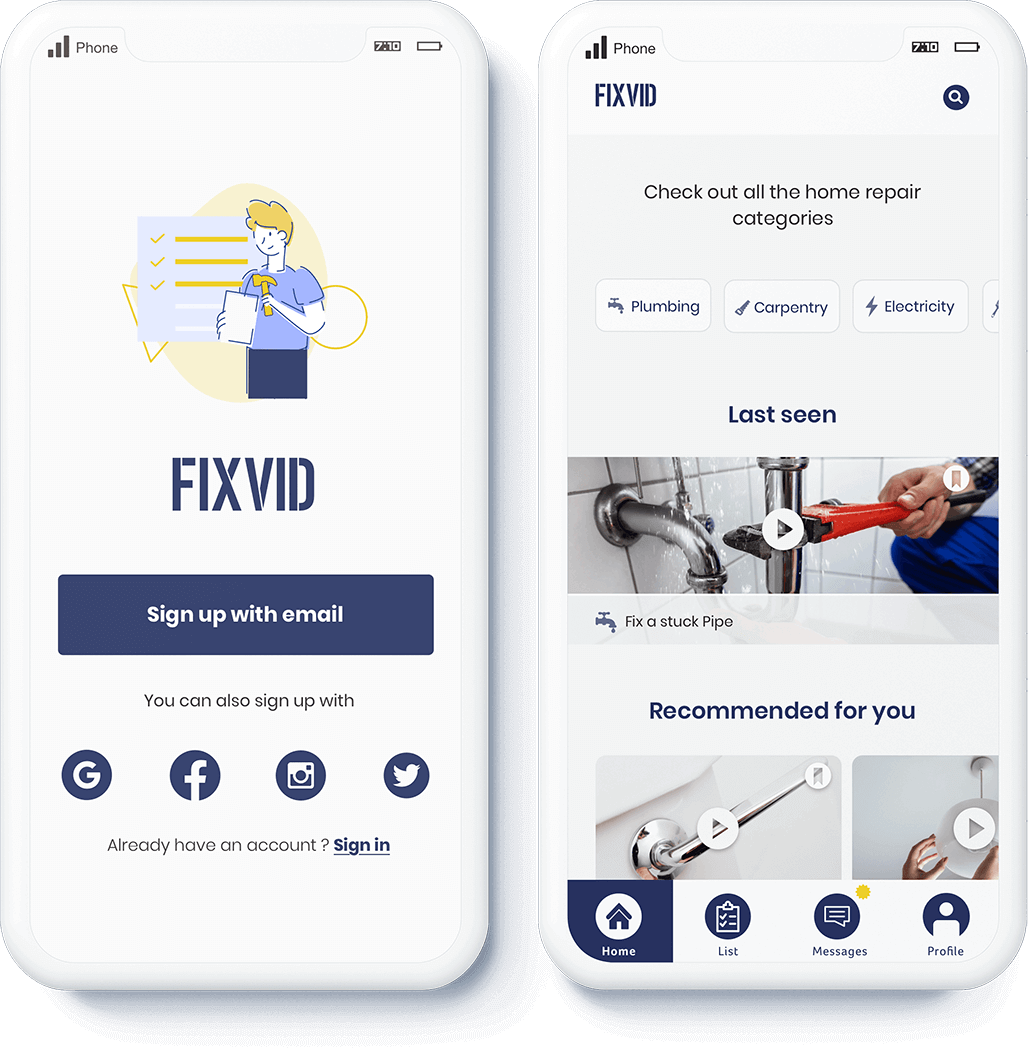 Phone
7:10
FIXVID
Sign up with email
You can also sign up with
G
f
Already have an account ? Sign in
Phone
7:10
FIXVID
Check out all the home repair
categories
Plumbing
Carpentry
Electricity
Last seen
Fix a stuck Pipe
Recommended for you
Home
List
Messages
Profile